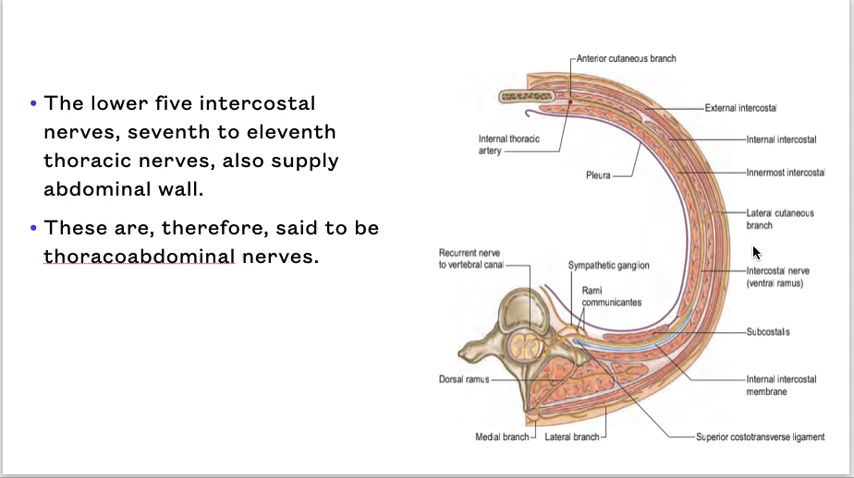 • The lower five intercostal
nerves, seventh to eleventh
thoracic nerves, also supply
abdominal wall.
• These are, therefore, said to be
thoracoabdominal nerves.
Anterior cutaneous branch
External intercostal
Internal thoracic
artery
Internal intercostal
Pleura
Innermost intercostal
Lateral cutaneous
branch
Recurrent nerve
to vertebral canal
Sympathetic ganglion
Intercostal nerve
(ventral ramus)
Rami
communicantes
Subcostalis
Dorsal ramus
Internal intercostal
membrane
Medial branch
Lateral branch
Superior costotransverse ligament